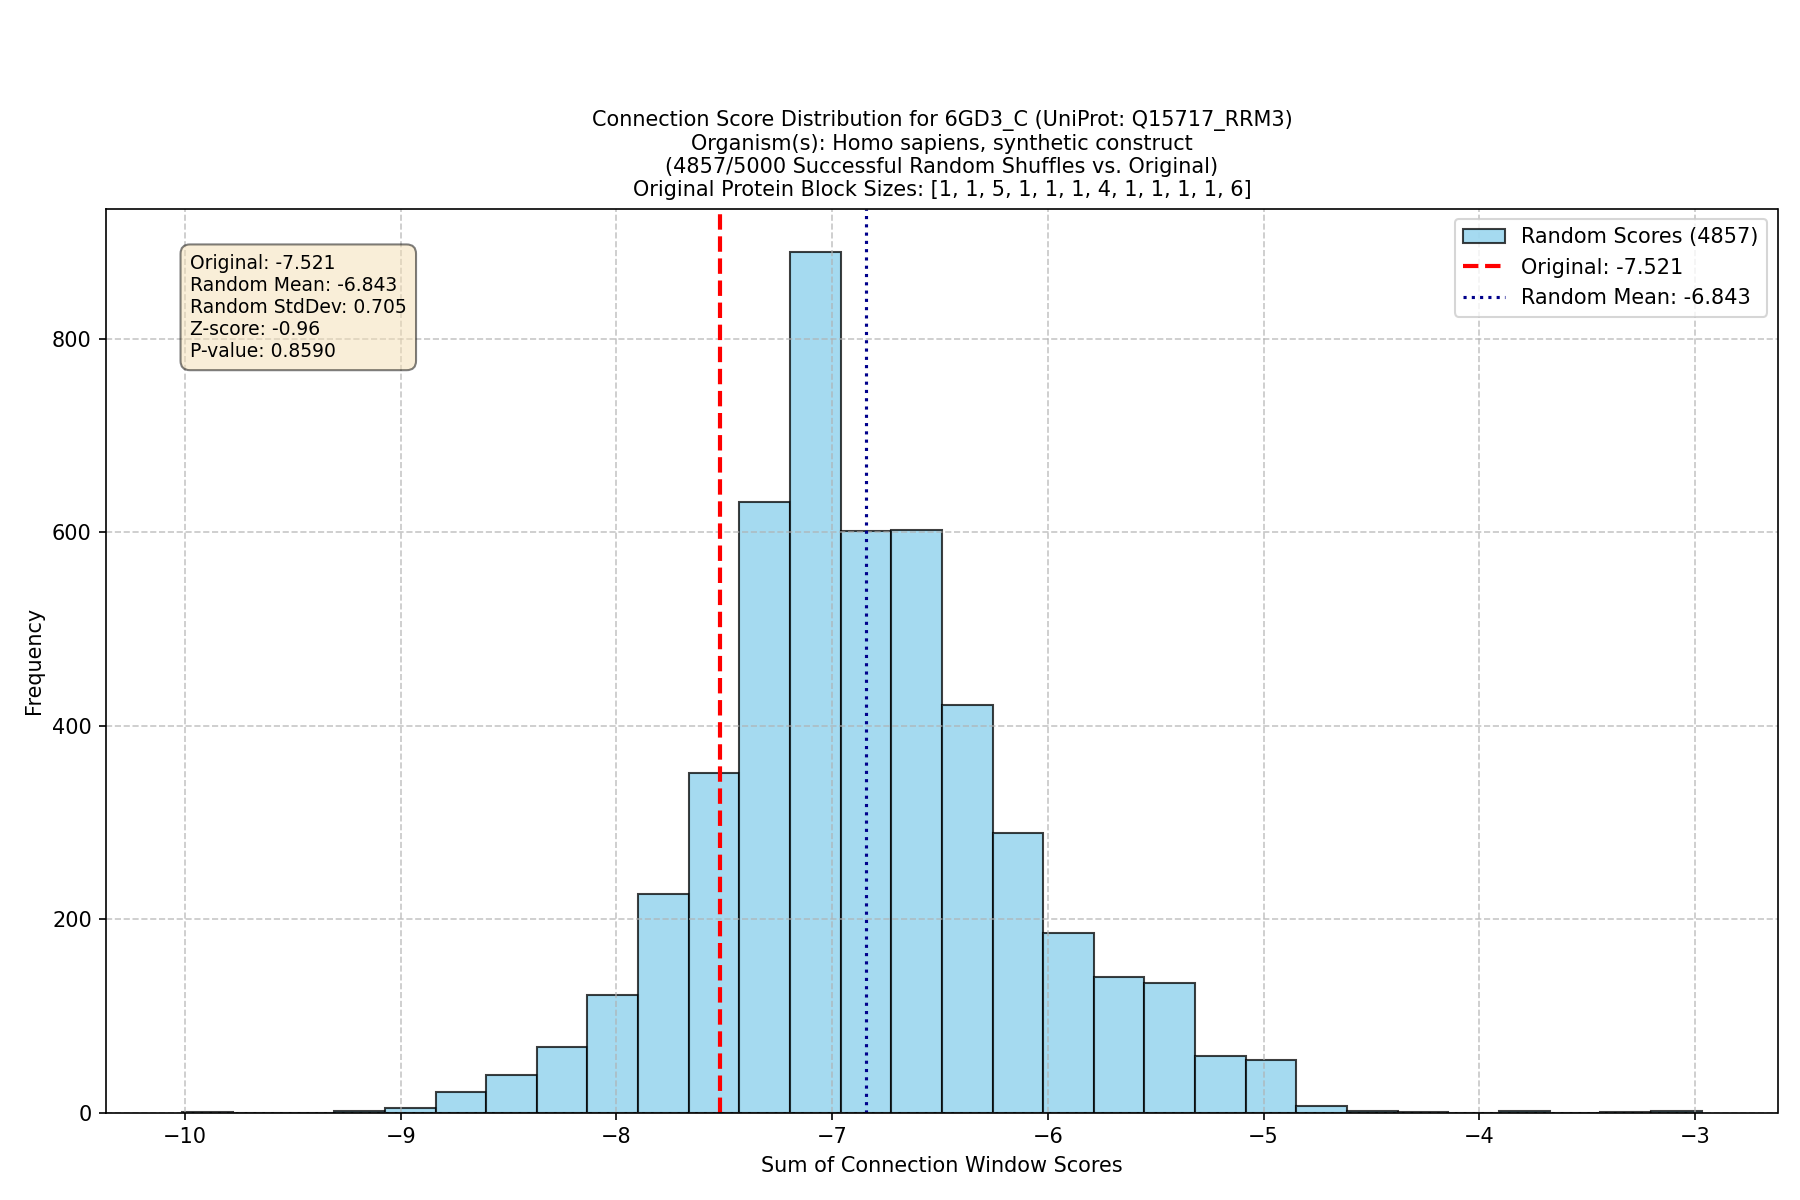 Connection Score Distribution for 6GD3_C (UniProt: Q15717_RRM3)
Organism(s): Homo sapiens, synthetic construct
(4857/5000 Successful Random Shuffles vs. Original)
Original Protein Block Sizes: [1, 1, 5, 1, 1, 1, 4, 1, 1, 1, 1, 6]
Original: -7.521
Random Mean: -6.843
Random StdDev: 0.705
Z-score: -0.96
P-value: 0.8590
Random Scores (4857)
Original: -7.521
Random Mean: -6.843
Frequency
800
600
400
200
0
−10
−9
−8
−7
−6
−5
−4
−3
Sum of Connection Window Scores